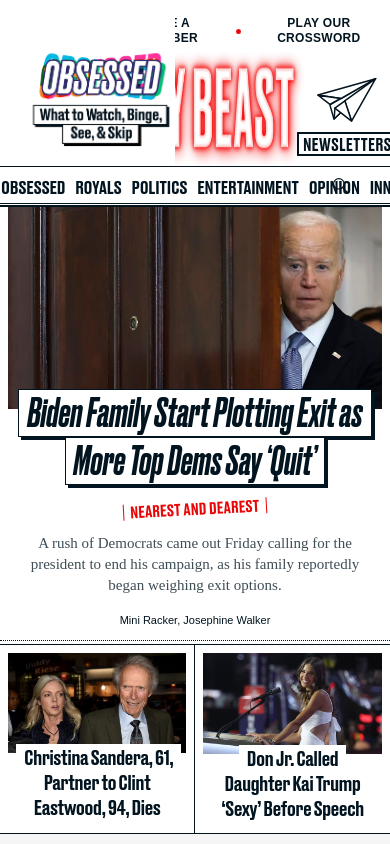 E A
BER
PLAY OUR
CROSSWORD
OBSESSED
What to Watch, Binge,
See, & Skip
Y BEAST
NEWSLETTERS
OBSESSED ROYALS POLITICS ENTERTAINMENT OPINION INN
Biden Family Start Plotting Exit as
More Top Dems Say ‘Quit’
NEAREST AND DEAREST
A rush of Democrats came out Friday calling for the
president to end his campaign, as his family reportedly
began weighing exit options.
Mini Racker, Josephine Walker
Christina Sandera, 61,
Partner to Clint
Eastwood, 94, Dies
Don Jr. Called
Daughter Kai Trump
‘Sexy’ Before Speech